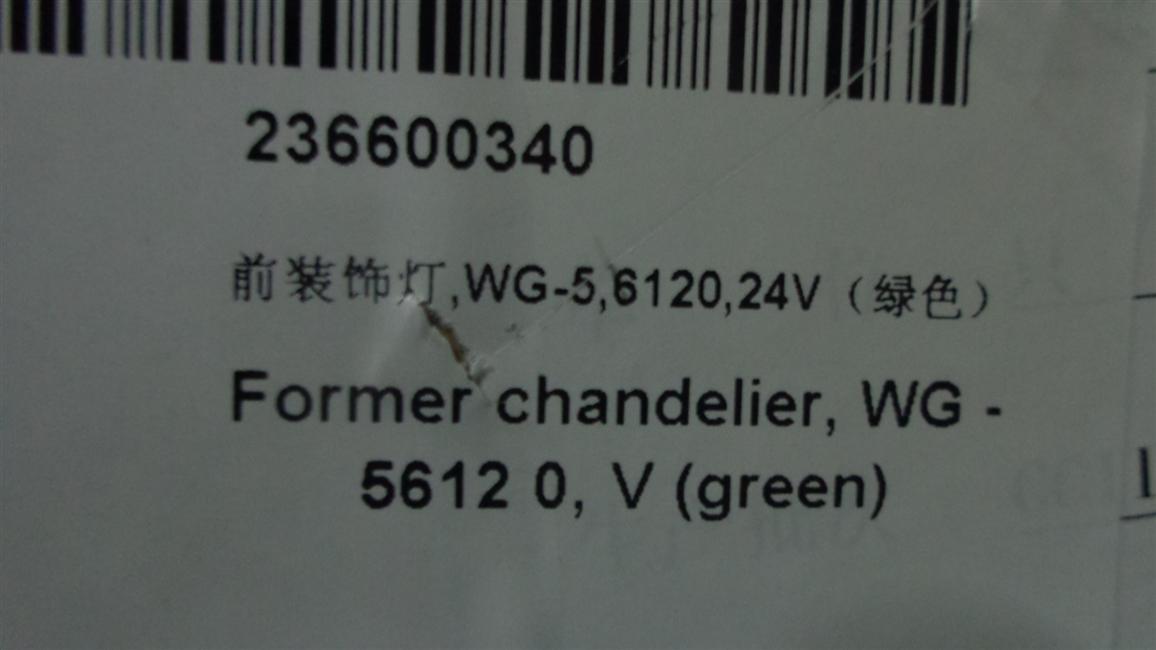 236600340
前装饰灯,WG-5,6120,24V（绿色）
Former chandelier, WG -
5612 0, V (green)